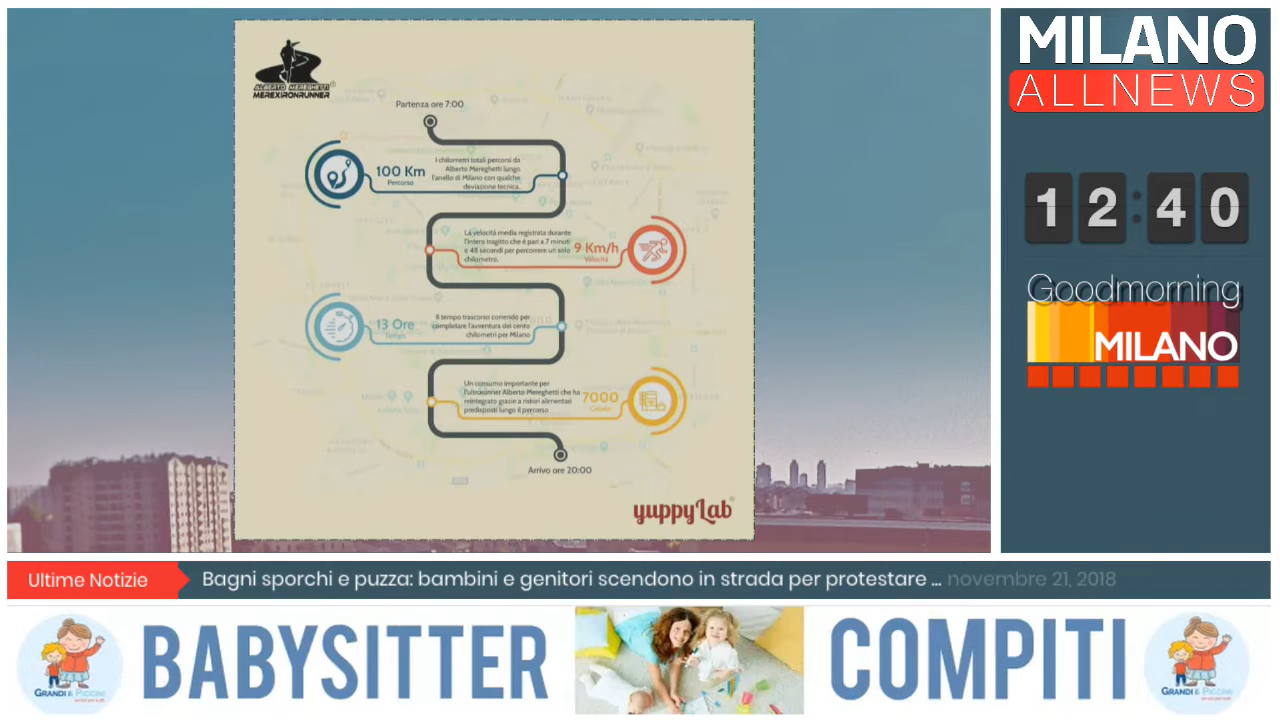 ALBERTO MEREGHETTI
MEREXIRONRUNNER
Partenza ore 7:00
100 Km
Percorso
I chilometri totali percorsi da
Alberto Mereghetti lungo
l'anello di Milano con qualche
deviazione tecnica.
La velocità media registrata durante
l'intero tragitto che è pari a 7 minuti
e 48 secondi per percorrere un solo
chilometro.
9 Km/h
Velocità
13 Ore
Tempo
Il tempo trascorso correndo per
completare l'avventura dei cento
chilometri per Milano
Un consumo importante per
l'ultrarunner Alberto Mereghetti che ha
reintegrato grazie a ristori alimentari
predisposti lungo il percorso
7000
Calorie
Arrivo ore 20:00
yuppyLab
MILANO
ALLNEWS
12:40
Goodmorning
MILANO
Ultime Notizie
Bagni sporchi e puzza: bambini e genitori scendono in strada per protestare ... novembre 21, 2018
GRANDI E PICCINI
BABYSITTER
COMPITI
GRANDI E PICCINI